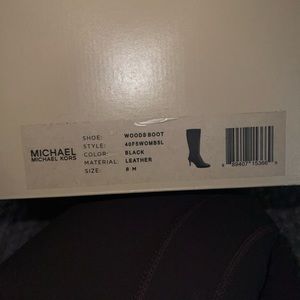 MICHAEL
MICHAEL KORS
SHOE: WOODS BOOT
STYLE: 40F5WOMB5L
COLOR: BLACK
MATERIAL: LEATHER
SIZE: 8 M